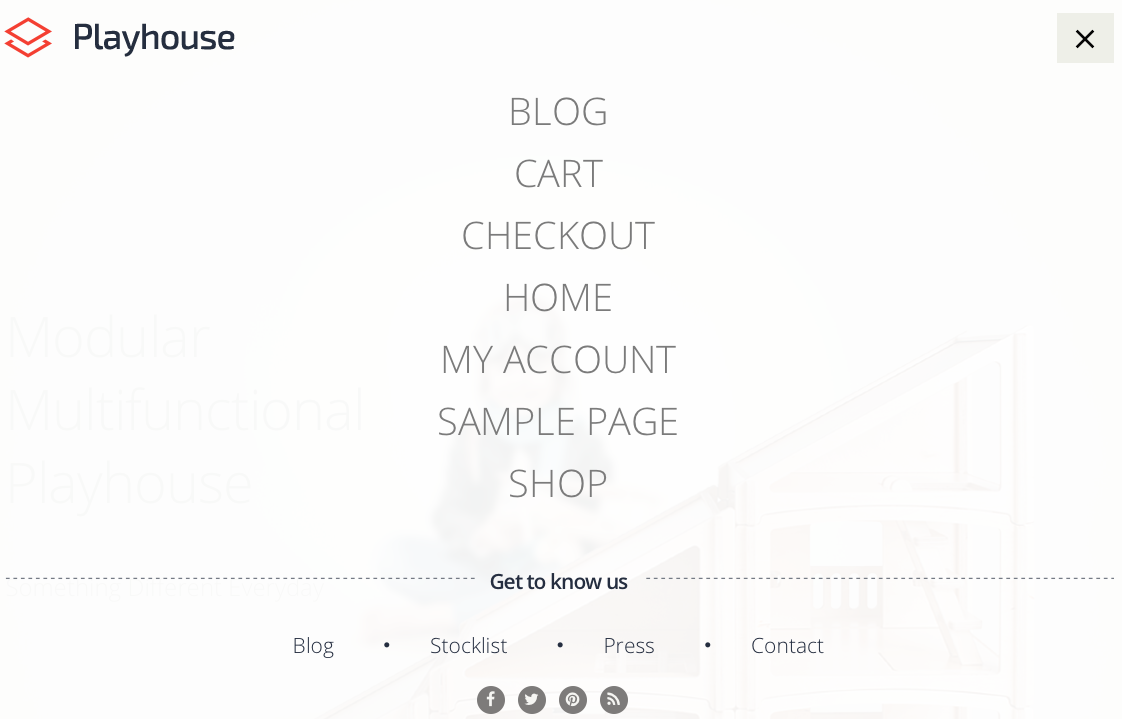 Playhouse
BLOG
CART
CHECKOUT
HOME
MY ACCOUNT
SAMPLE PAGE
SHOP
Modular
Multifunctional
Playhouse
Get to know us
Something Different Everyday
Blog • Stocklist • Press • Contact